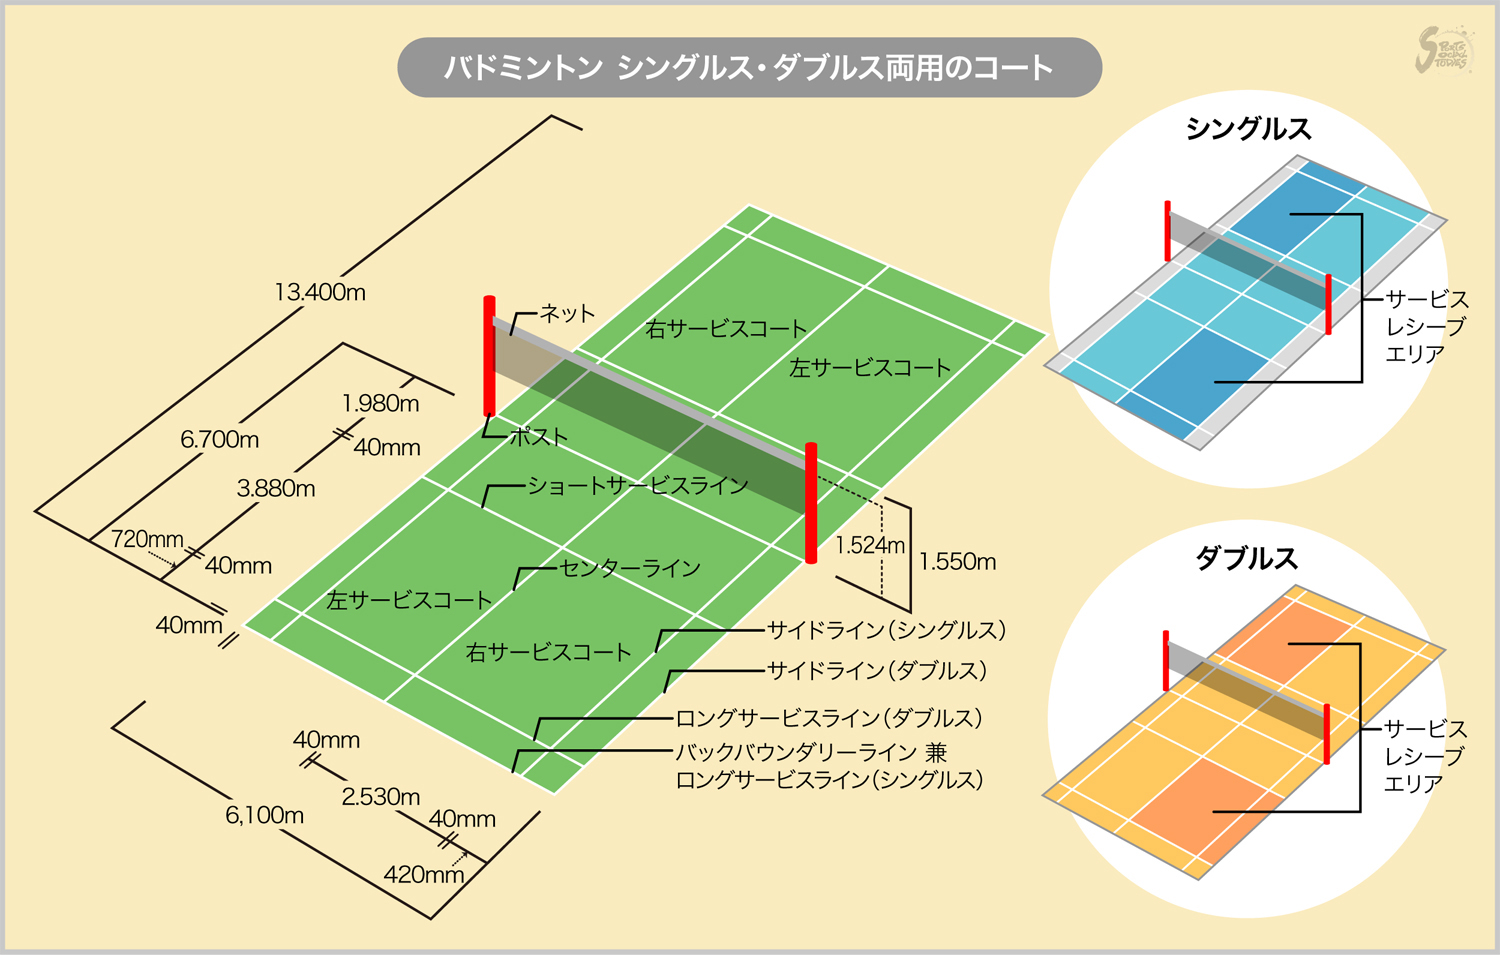 バドミントン シングルス・ダブルス両用のコート
SPORTS
SOCIAL
TOWNS
シングルス
13.400m
ネット
右サービスコート
左サービスコート
サービス
レシーブ
エリア
1.980m
6.700m
40mm
ポスト
3.880m
ショートサービスライン
720mm
40mm
1.524m
1.550m
センターライン
左サービスコート
40mm
右サービスコート
サイドライン（シングルス）
サイドライン（ダブルス）
ロングサービスライン（ダブルス）
バックバウンダリーライン 兼
ロングサービスライン（シングルス）
40mm
2.530m
6,100m
40mm
420mm
ダブルス
サービス
レシーブ
エリア